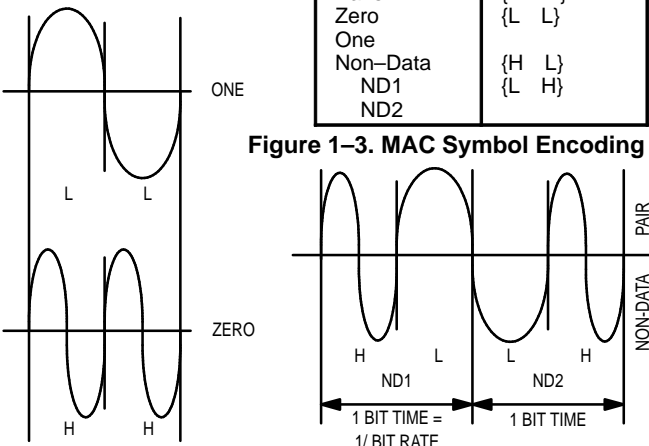 Zero {L L}
One
Non–Data {H L}
ND1 {L H}
ND2
Figure 1–3. MAC Symbol Encoding
ONE
L L
ZERO
H H
PAIR
NON-DATA
H L L H
ND1 ND2
1 BIT TIME = 1 BIT TIME
1/ BIT RATE